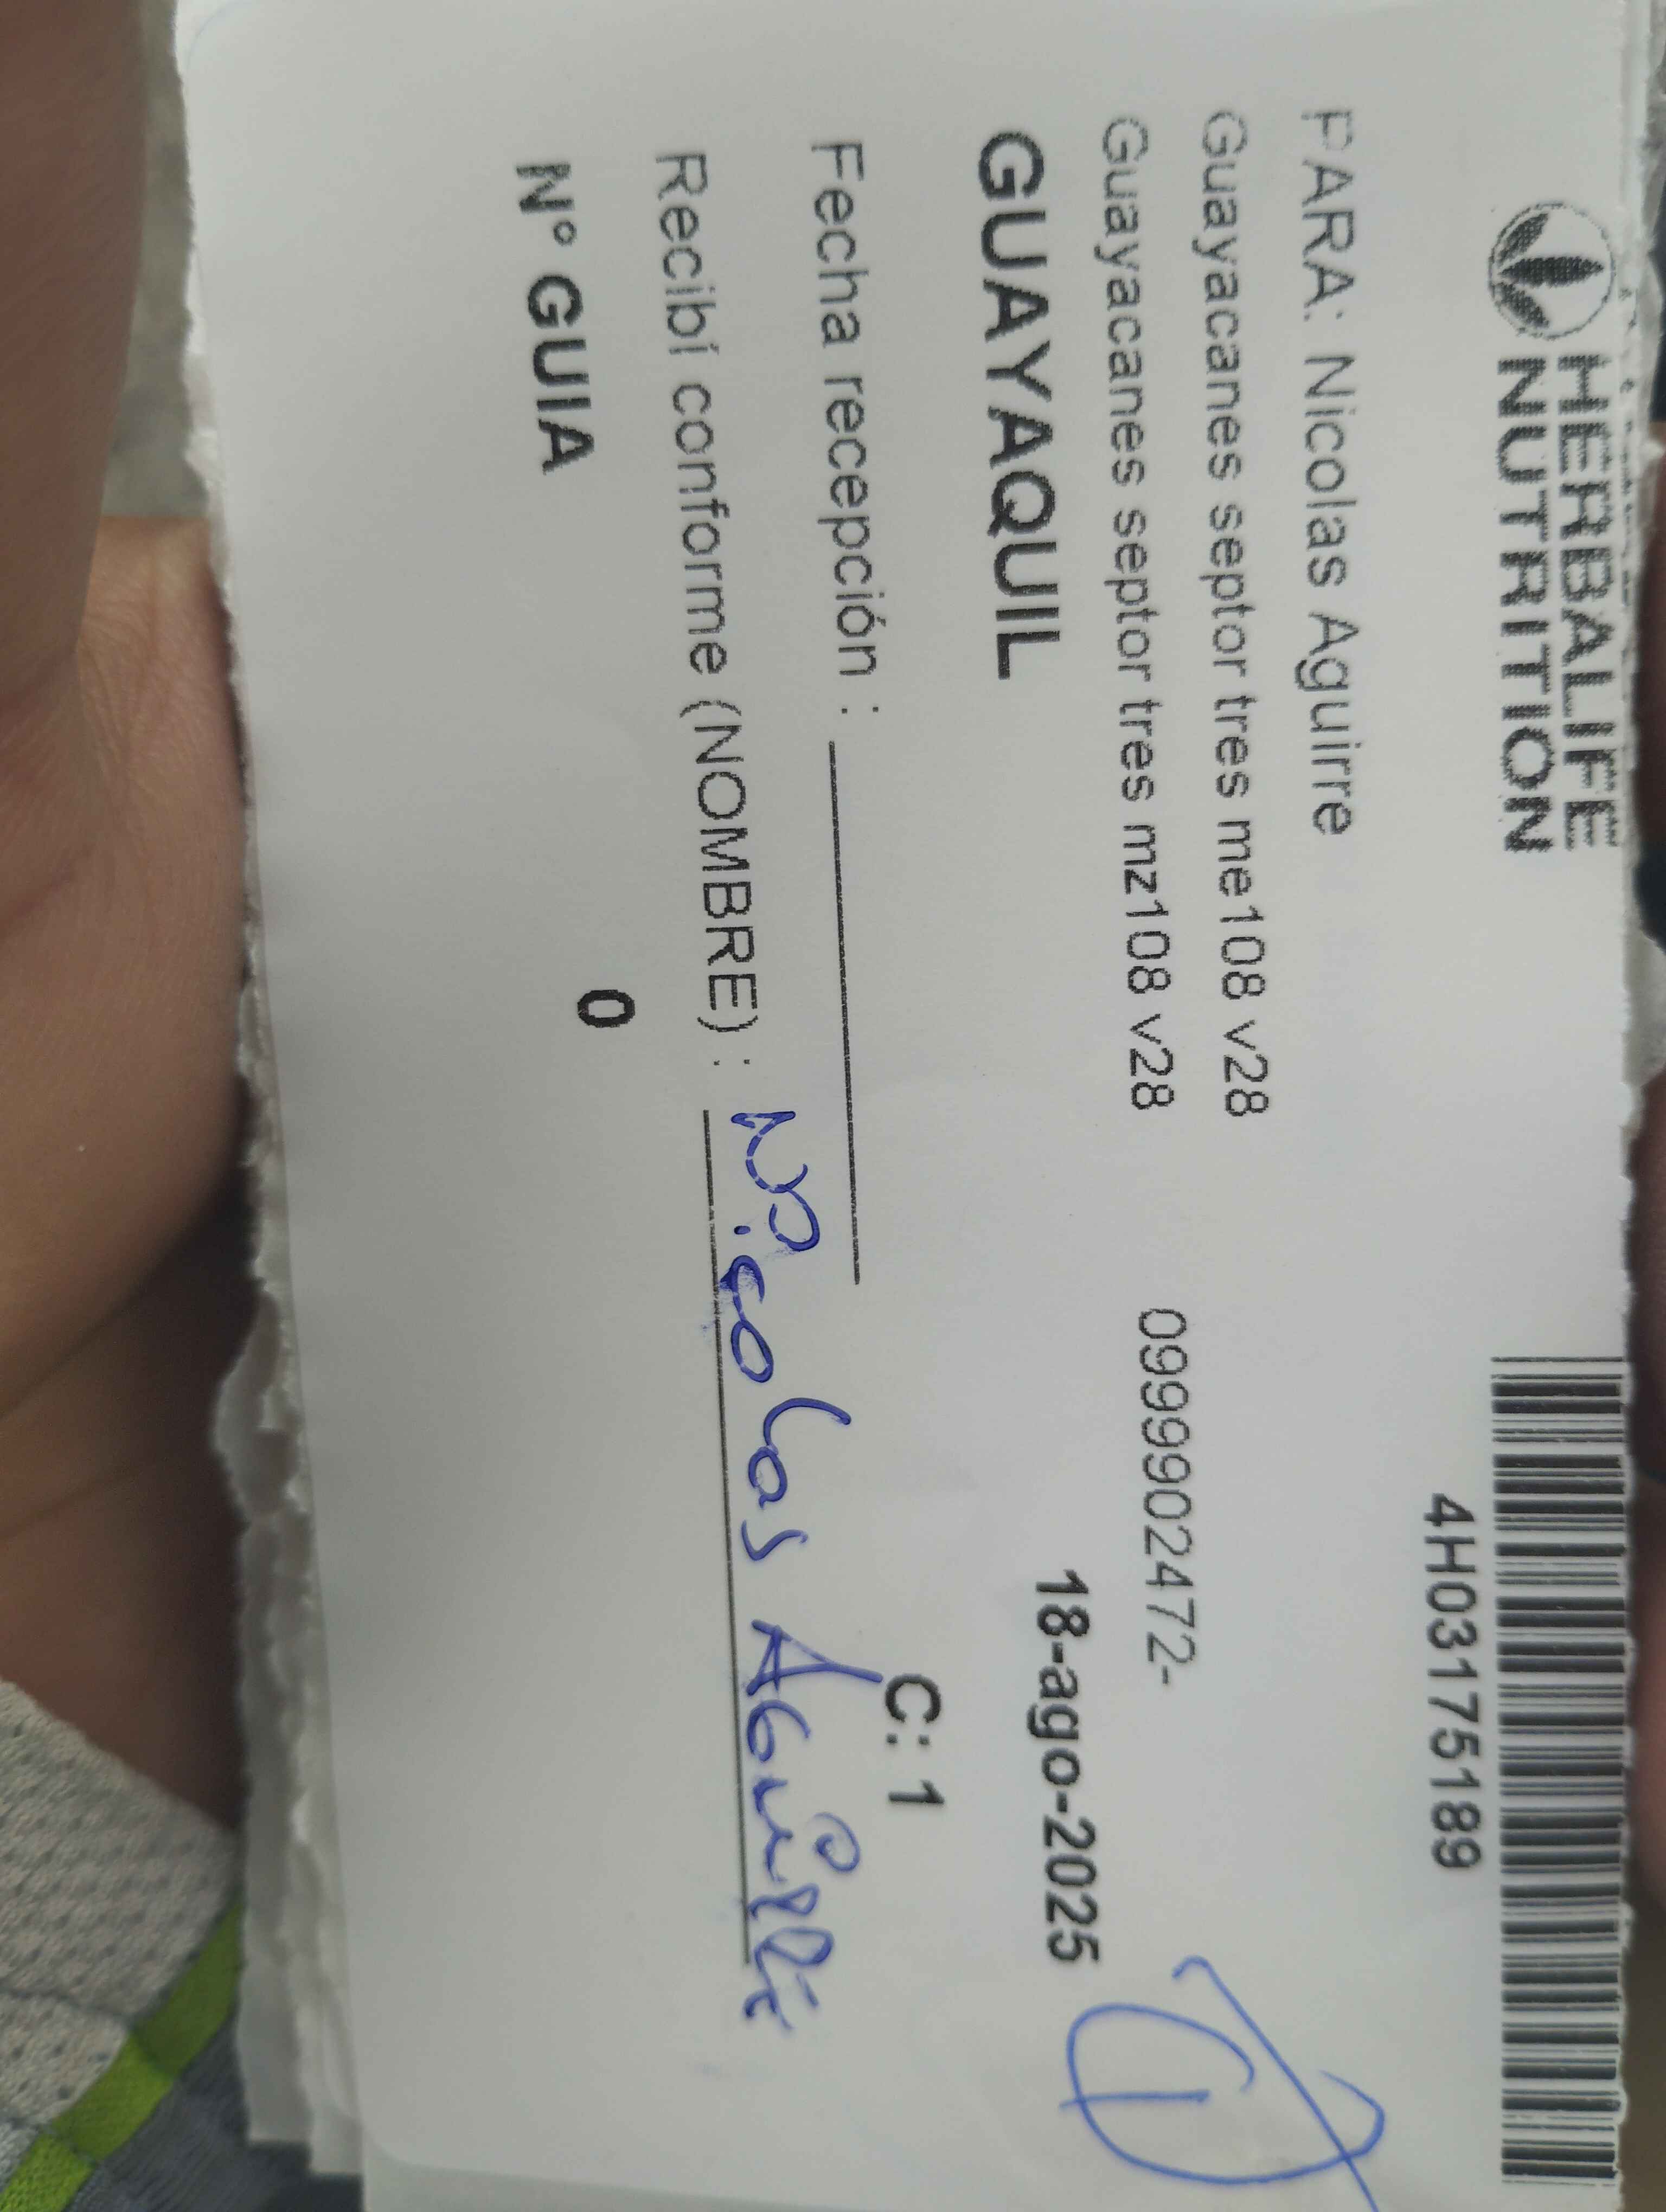 HERBALIFE
NUTRITION
4H03175189
PARA: Nicolas Aguirre
Guayacanes septor tres me108 v28
Guayacanes septor tres mz108 v28 0999902472-
GUAYAQUIL 18-ago-2025
Fecha recepción :
C: 1
Recibí conforme (NOMBRE) : Nicolas Aguirre
N° GUIA 0